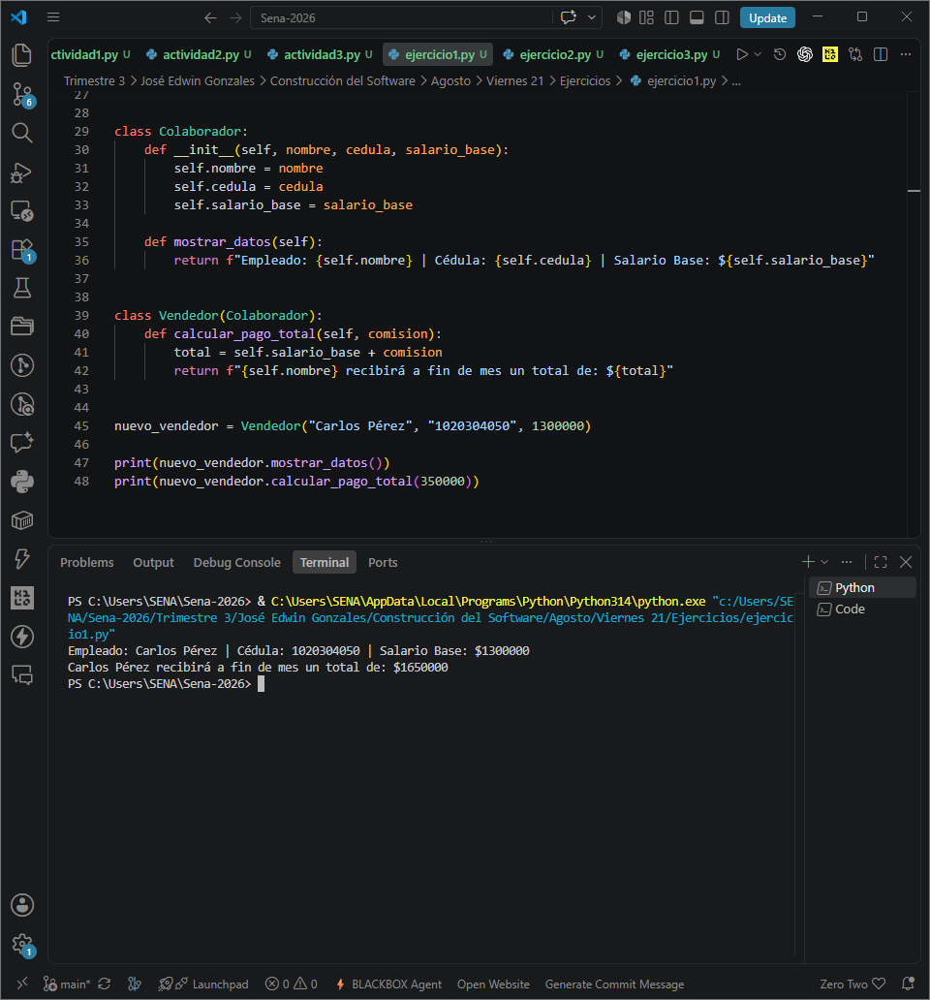 Sena-2026
Update
ctividad1.py U
actividad2.py U
actividad3.py U
ejercicio1.py U
ejercicio2.py U
ejercicio3.py U
Trimestre 3 > José Edwin Gonzales > Construcción del Software > Agosto > Viernes 21 > Ejercicios > ejercicio1.py > ...
27
28
29 class Colaborador:
30 def __init__(self, nombre, cedula, salario_base):
31 self.nombre = nombre
32 self.cedula = cedula
33 self.salario_base = salario_base
34
35 def mostrar_datos(self):
36 return f"Empleado: {self.nombre} | Cédula: {self.cedula} | Salario Base: ${self.salario_base}"
37
38
39 class Vendedor(Colaborador):
40 def calcular_pago_total(self, comision):
41 total = self.salario_base + comision
42 return f"{self.nombre} recibirá a fin de mes un total de: ${total}"
43
44
45 nuevo_vendedor = Vendedor("Carlos Pérez", "1020304050", 1300000)
46
47 print(nuevo_vendedor.mostrar_datos())
48 print(nuevo_vendedor.calcular_pago_total(350000))
6
1
Problems Output Debug Console Terminal Ports
Python
Code
PS C:\Users\SENA\Sena-2026> & C:\Users\SENA\AppData\Local\Programs\Python\Python314\python.exe "c:/Users/SE
NA/Sena-2026/Trimestre 3/José Edwin Gonzales/Construcción del Software/Agosto/Viernes 21/Ejercicios/ejercic
io1.py"
Empleado: Carlos Pérez | Cédula: 1020304050 | Salario Base: $1300000
Carlos Pérez recibirá a fin de mes un total de: $1650000
PS C:\Users\SENA\Sena-2026>
1
main* Launchpad 0 0 BLACKBOX Agent Open Website Generate Commit Message Zero Two